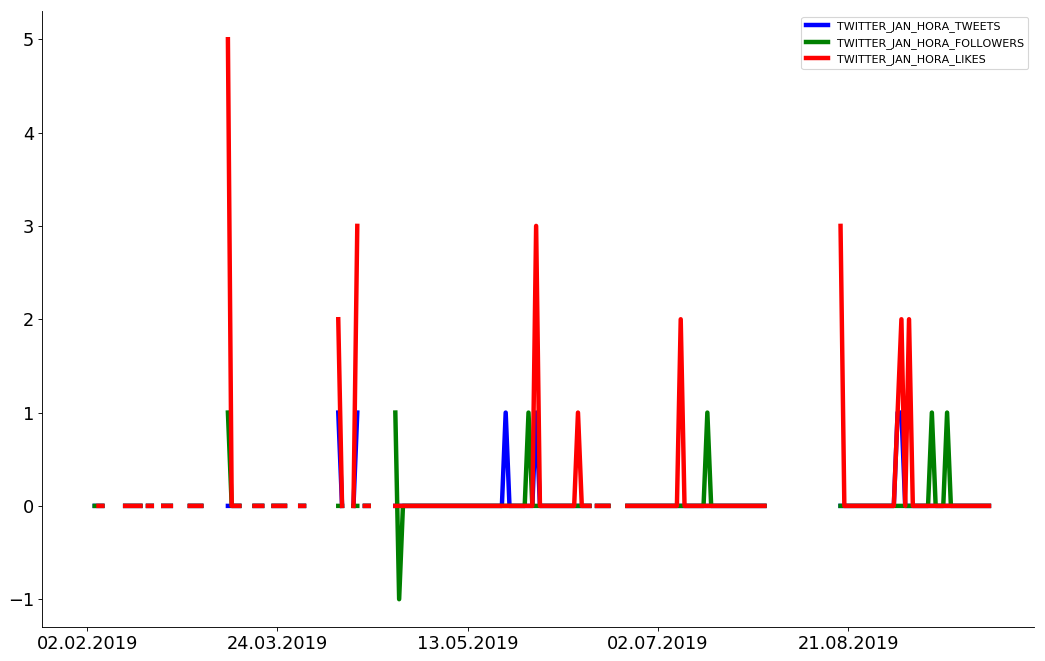 TWITTER_JAN_HORA_TWEETS
TWITTER_JAN_HORA_FOLLOWERS
TWITTER_JAN_HORA_LIKES
5
4
3
2
1
0
−1
02.02.2019 24.03.2019 13.05.2019 02.07.2019 21.08.2019